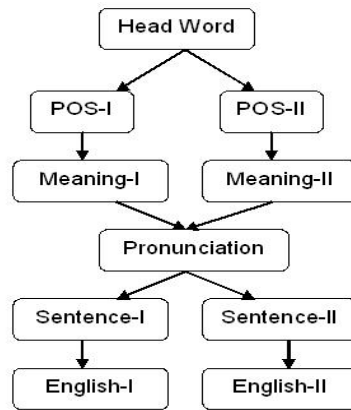 Head Word
POS-I
POS-II
Meaning-I
Meaning-II
Pronunciation
Sentence-I
Sentence-II
English-I
English-II